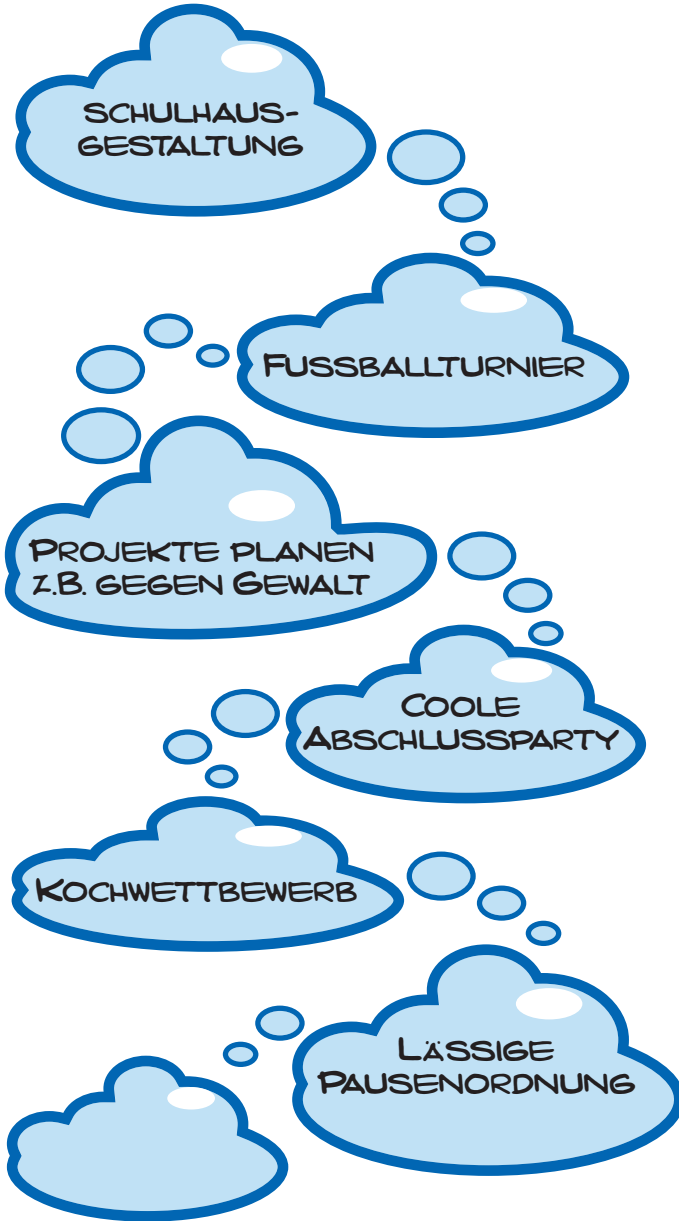 SCHULHAUS-
GESTALTUNG
FUSSBALLTURNIER
PROJEKTE PLANEN
Z.B. GEGEN GEWALT
COOLE
ABSCHLUSSPARTY
KOCHWETTBEWERB
LÄSSIGE
PAUSENORDNUNG